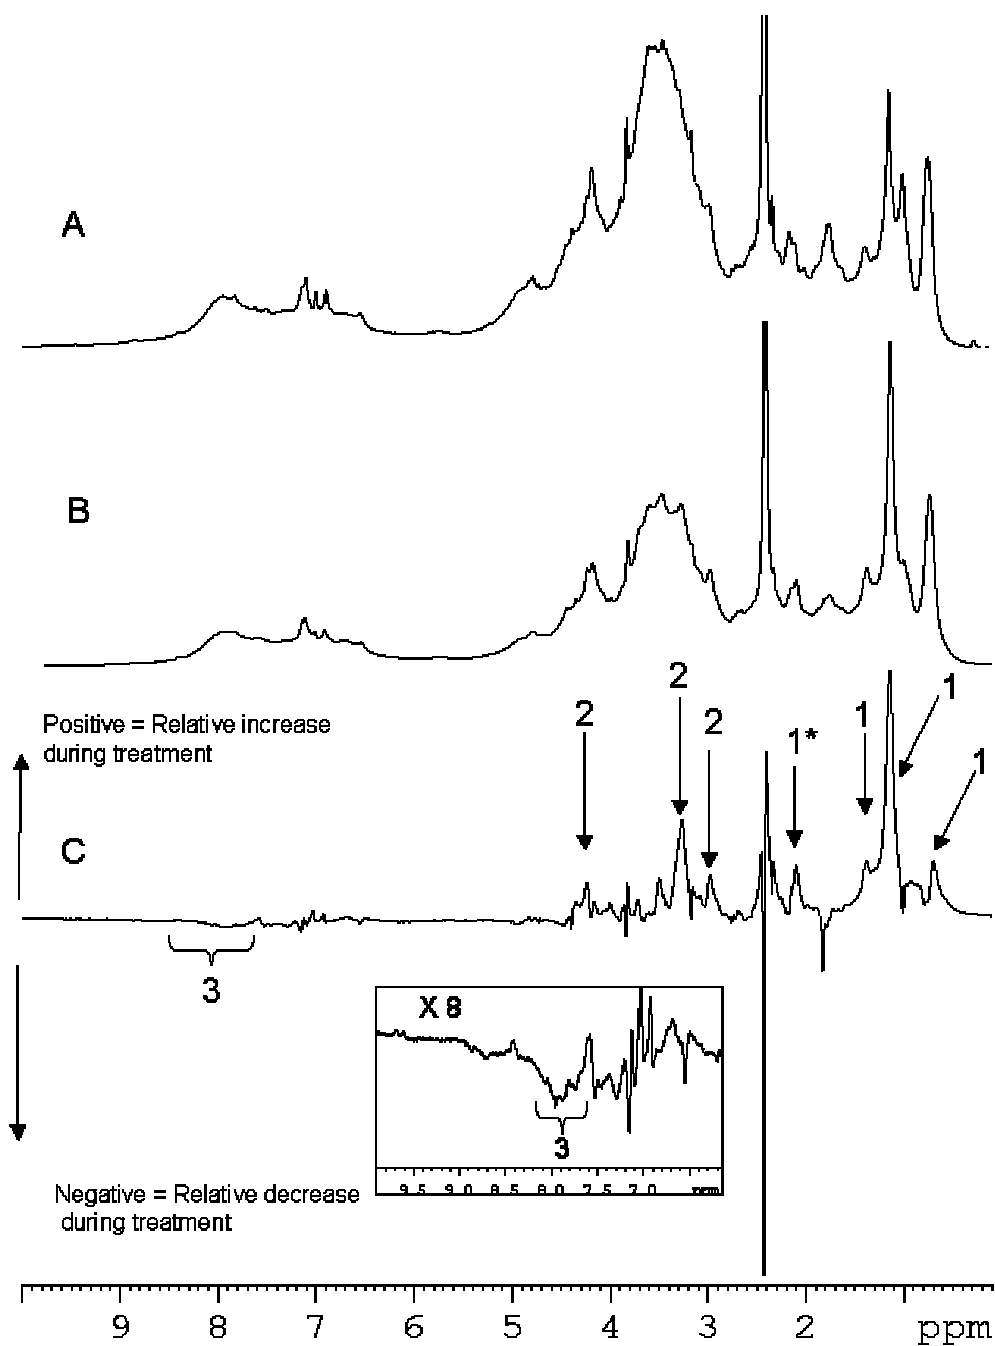 A
B
Positive = Relative increase
during treatment
2
2
2
1*
1
1
1
C
3
X 8
3
9.5 9.0 8.5 8.0 7.5 7.0 ppm
Negative = Relative decrease
during treatment
9 8 7 6 5 4 3 2 ppm